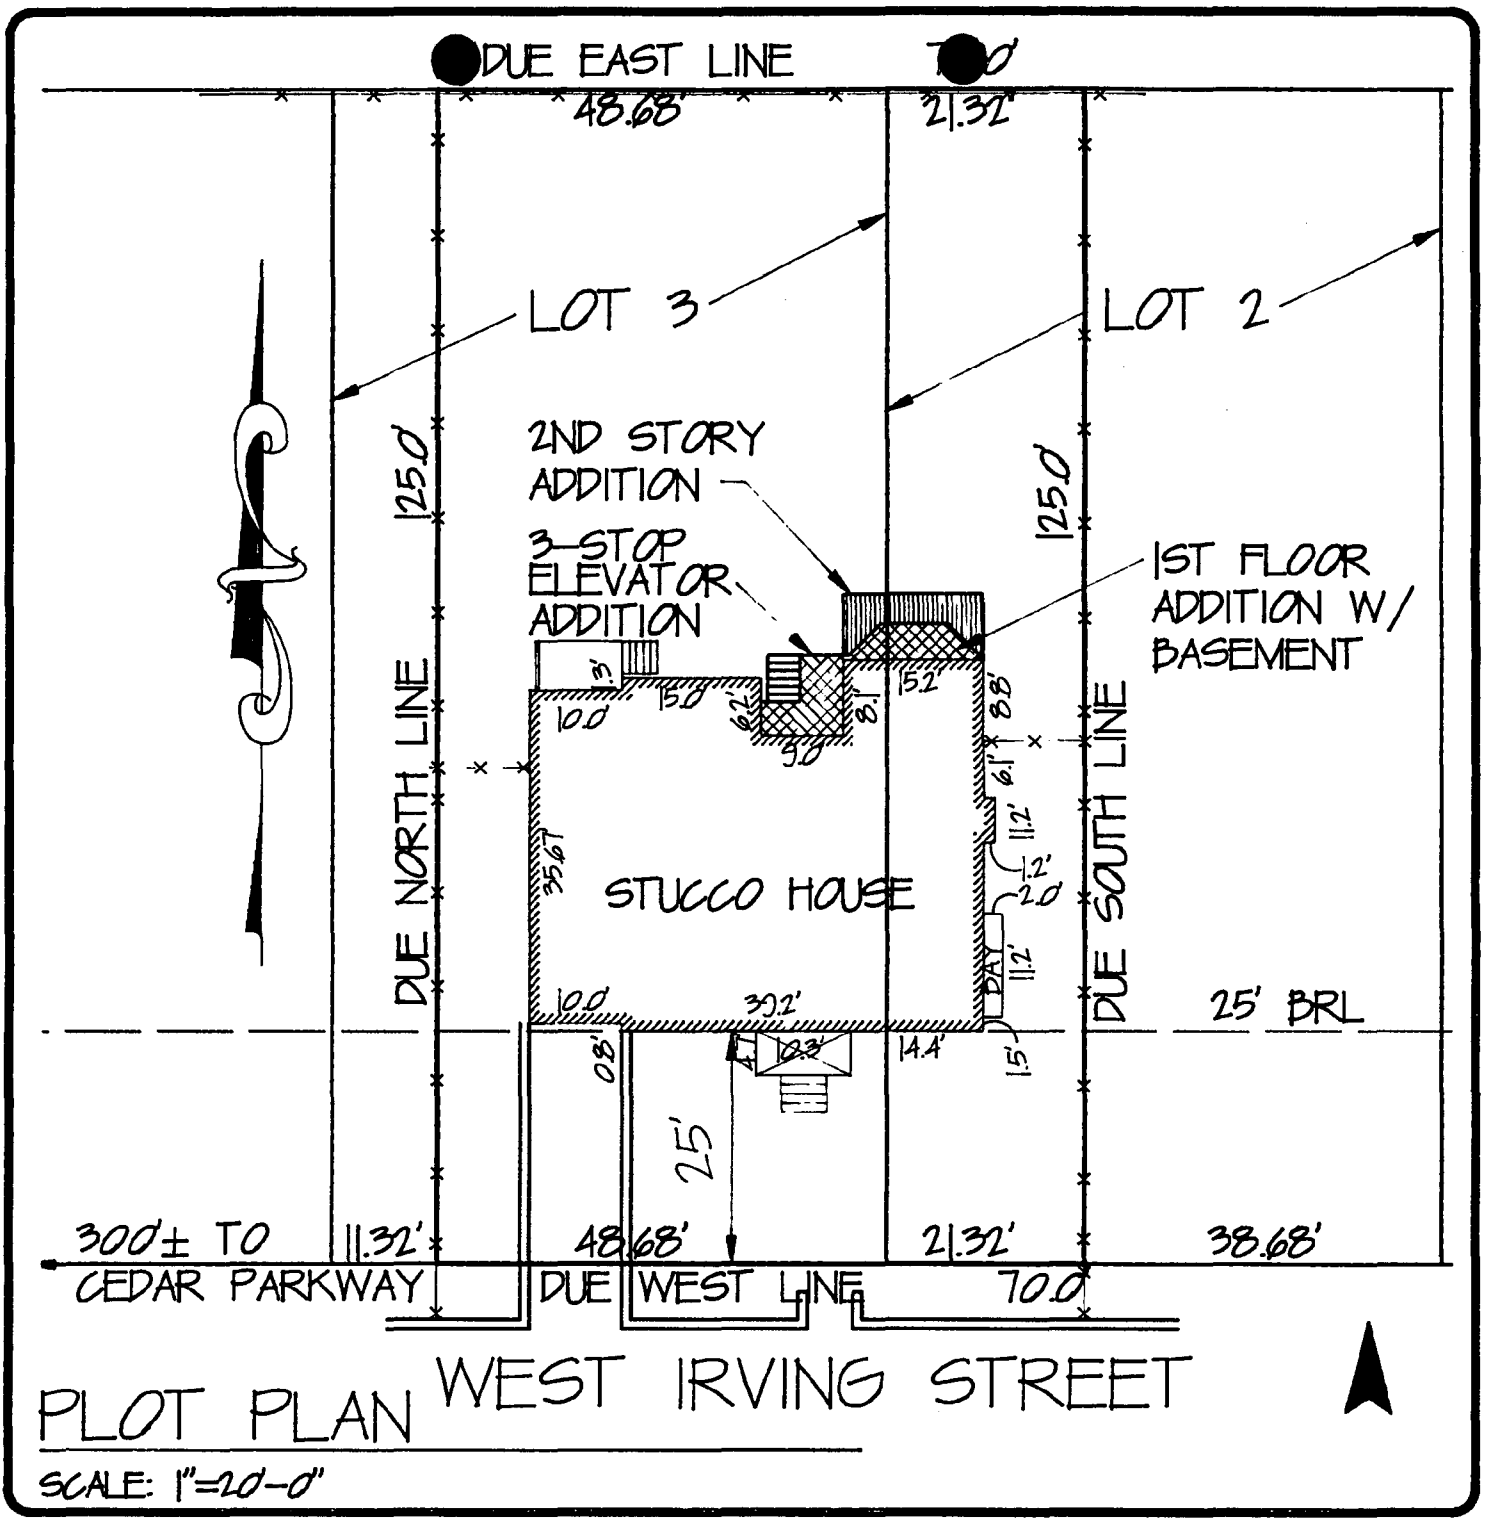 DUE EAST LINE
48.68'
21.32'
LOT 3
LOT 2
2ND STORY
ADDITION
125.0'
125.0'
3-STOP
ELEVATOR
ADDITION
1ST FLOOR
ADDITION W/
BASEMENT
1.3'
10.0'
15.0'
6.2'
9.0'
8.1'
15.2'
8.8'
6.1'
11.2'
1.2'
2.0'
DUE NORTH LINE
DUE SOUTH LINE
35.67
STUCCO HOUSE
11.2'
10.0'
39.2'
25' BRL
0.8'
10.3'
14.4'
1.5'
25'
300'± TO
CEDAR PARKWAY
11.32'
48.68'
21.32'
38.68'
DUE WEST LINE
70.0'
WEST IRVING STREET
PLOT PLAN
SCALE: 1"=20'-0"